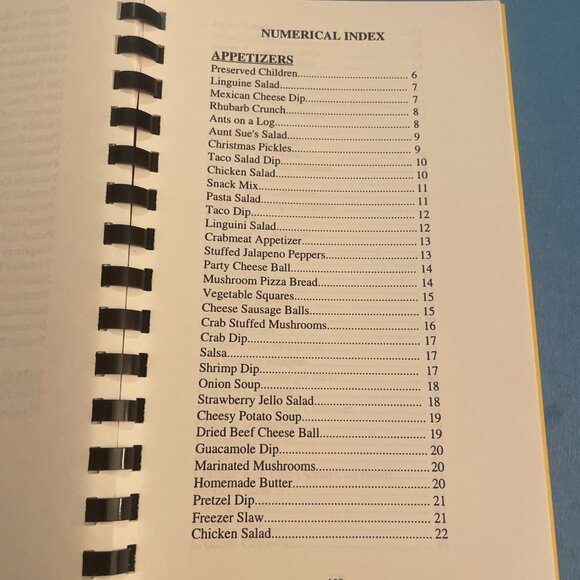 NUMERICAL INDEX
APPETIZERS
Preserved Children.................................... 6
Linguine Salad.......................................... 7
Mexican Cheese Dip................................. 7
Rhubarb Crunch....................................... 8
Ants on a Log........................................... 8
Aunt Sue's Salad....................................... 9
Christmas Pickles..................................... 9
Taco Salad Dip......................................... 10
Chicken Salad........................................... 10
Snack Mix................................................ 11
Pasta Salad............................................... 11
Taco Dip.................................................. 12
Linguini Salad.......................................... 12
Crabmeat Appetizer.................................. 13
Stuffed Jalapeno Peppers.......................... 13
Party Cheese Ball..................................... 14
Mushroom Pizza Bread............................. 14
Vegetable Squares.................................... 15
Cheese Sausage Balls................................ 15
Crab Stuffed Mushrooms.......................... 16
Crab Dip................................................... 17
Salsa......................................................... 17
Shrimp Dip............................................... 17
Onion Soup.............................................. 18
Strawberry Jello Salad.............................. 18
Cheesy Potato Soup.................................. 19
Dried Beef Cheese Ball............................. 19
Guacamole Dip......................................... 20
Marinated Mushrooms.............................. 20
Homemade Butter..................................... 20
Pretzel Dip............................................... 21
Freezer Slaw............................................ 21
Chicken Salad.......................................... 22